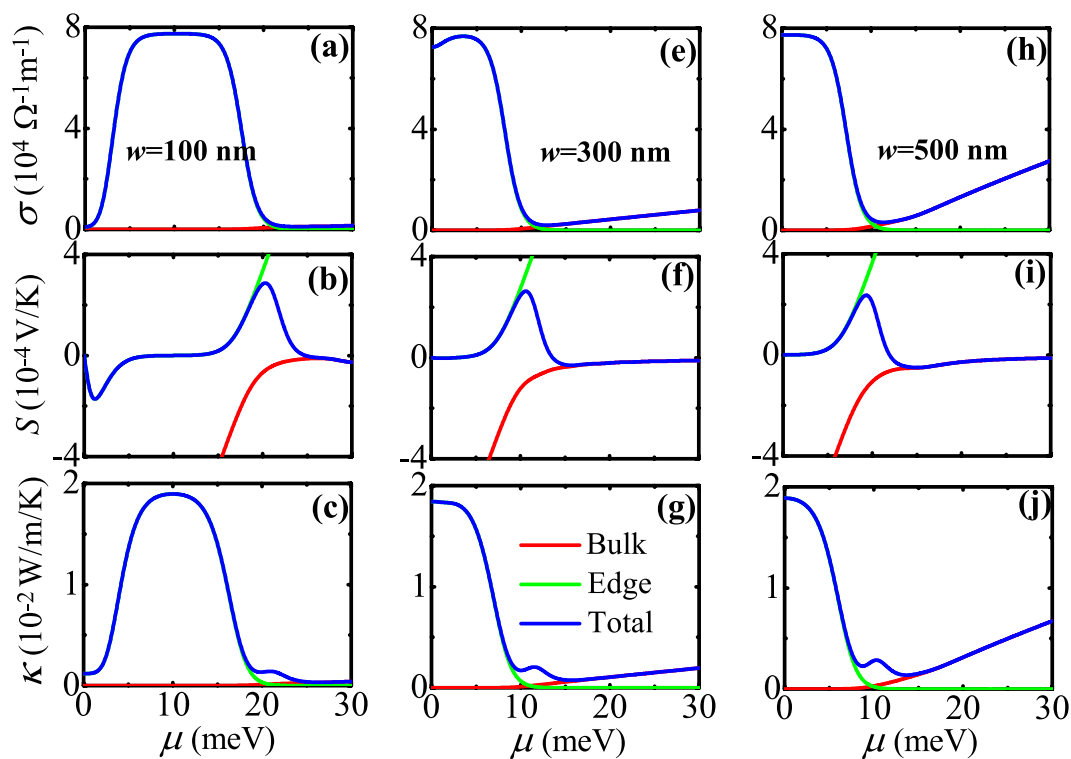 8 (a) 8 (e) 8 (h)
σ (10⁴ Ω⁻¹m⁻¹)
4 w=100 nm 4 w=300 nm 4 w=500 nm
0 0 0
4 (b) 4 (f) 4 (i)
S (10⁻⁴ V/K)
0 0 0
-4 -4 -4
2 (c) 2 (g) 2 (j)
κ (10⁻² W/m/K)
Bulk
1 Edge 1 1
Total
0 0 0
0 10 20 30 0 10 20 30 0 10 20 30
μ (meV) μ (meV) μ (meV)